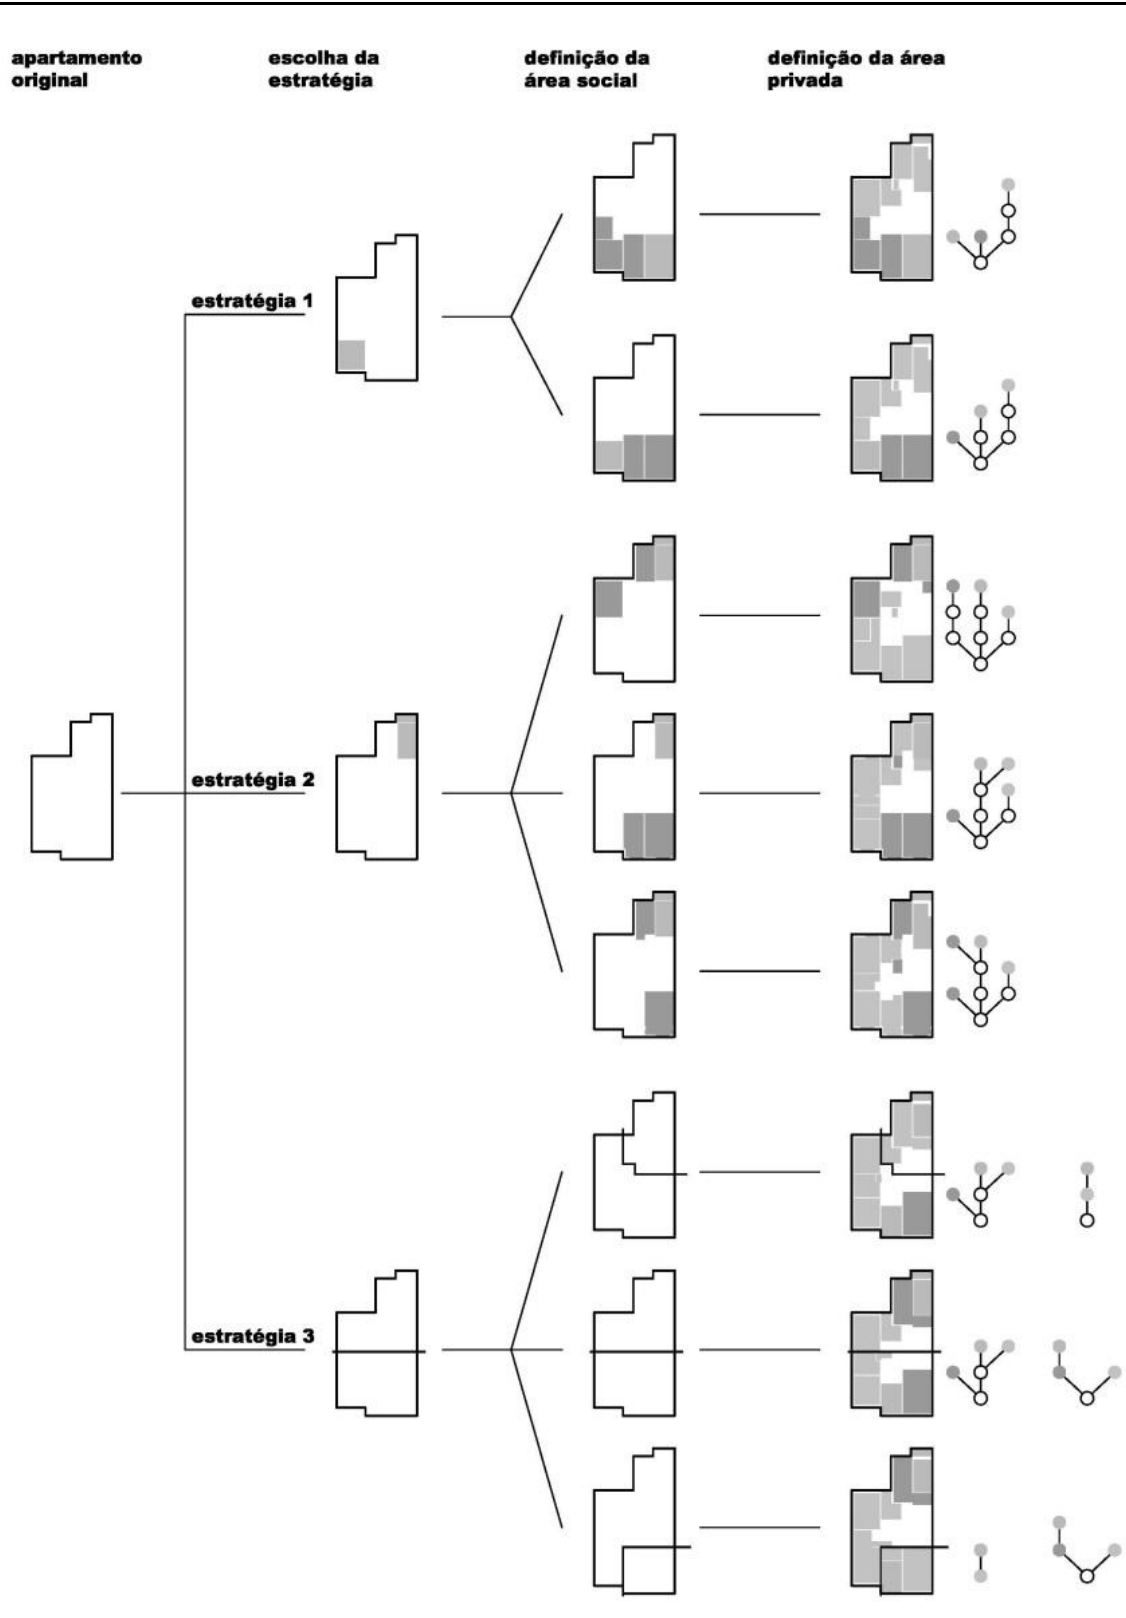 apartamento
original
escolha da
estratégia
definição da
área social
definição da área
privada
estratégia 1
estratégia 2
estratégia 3